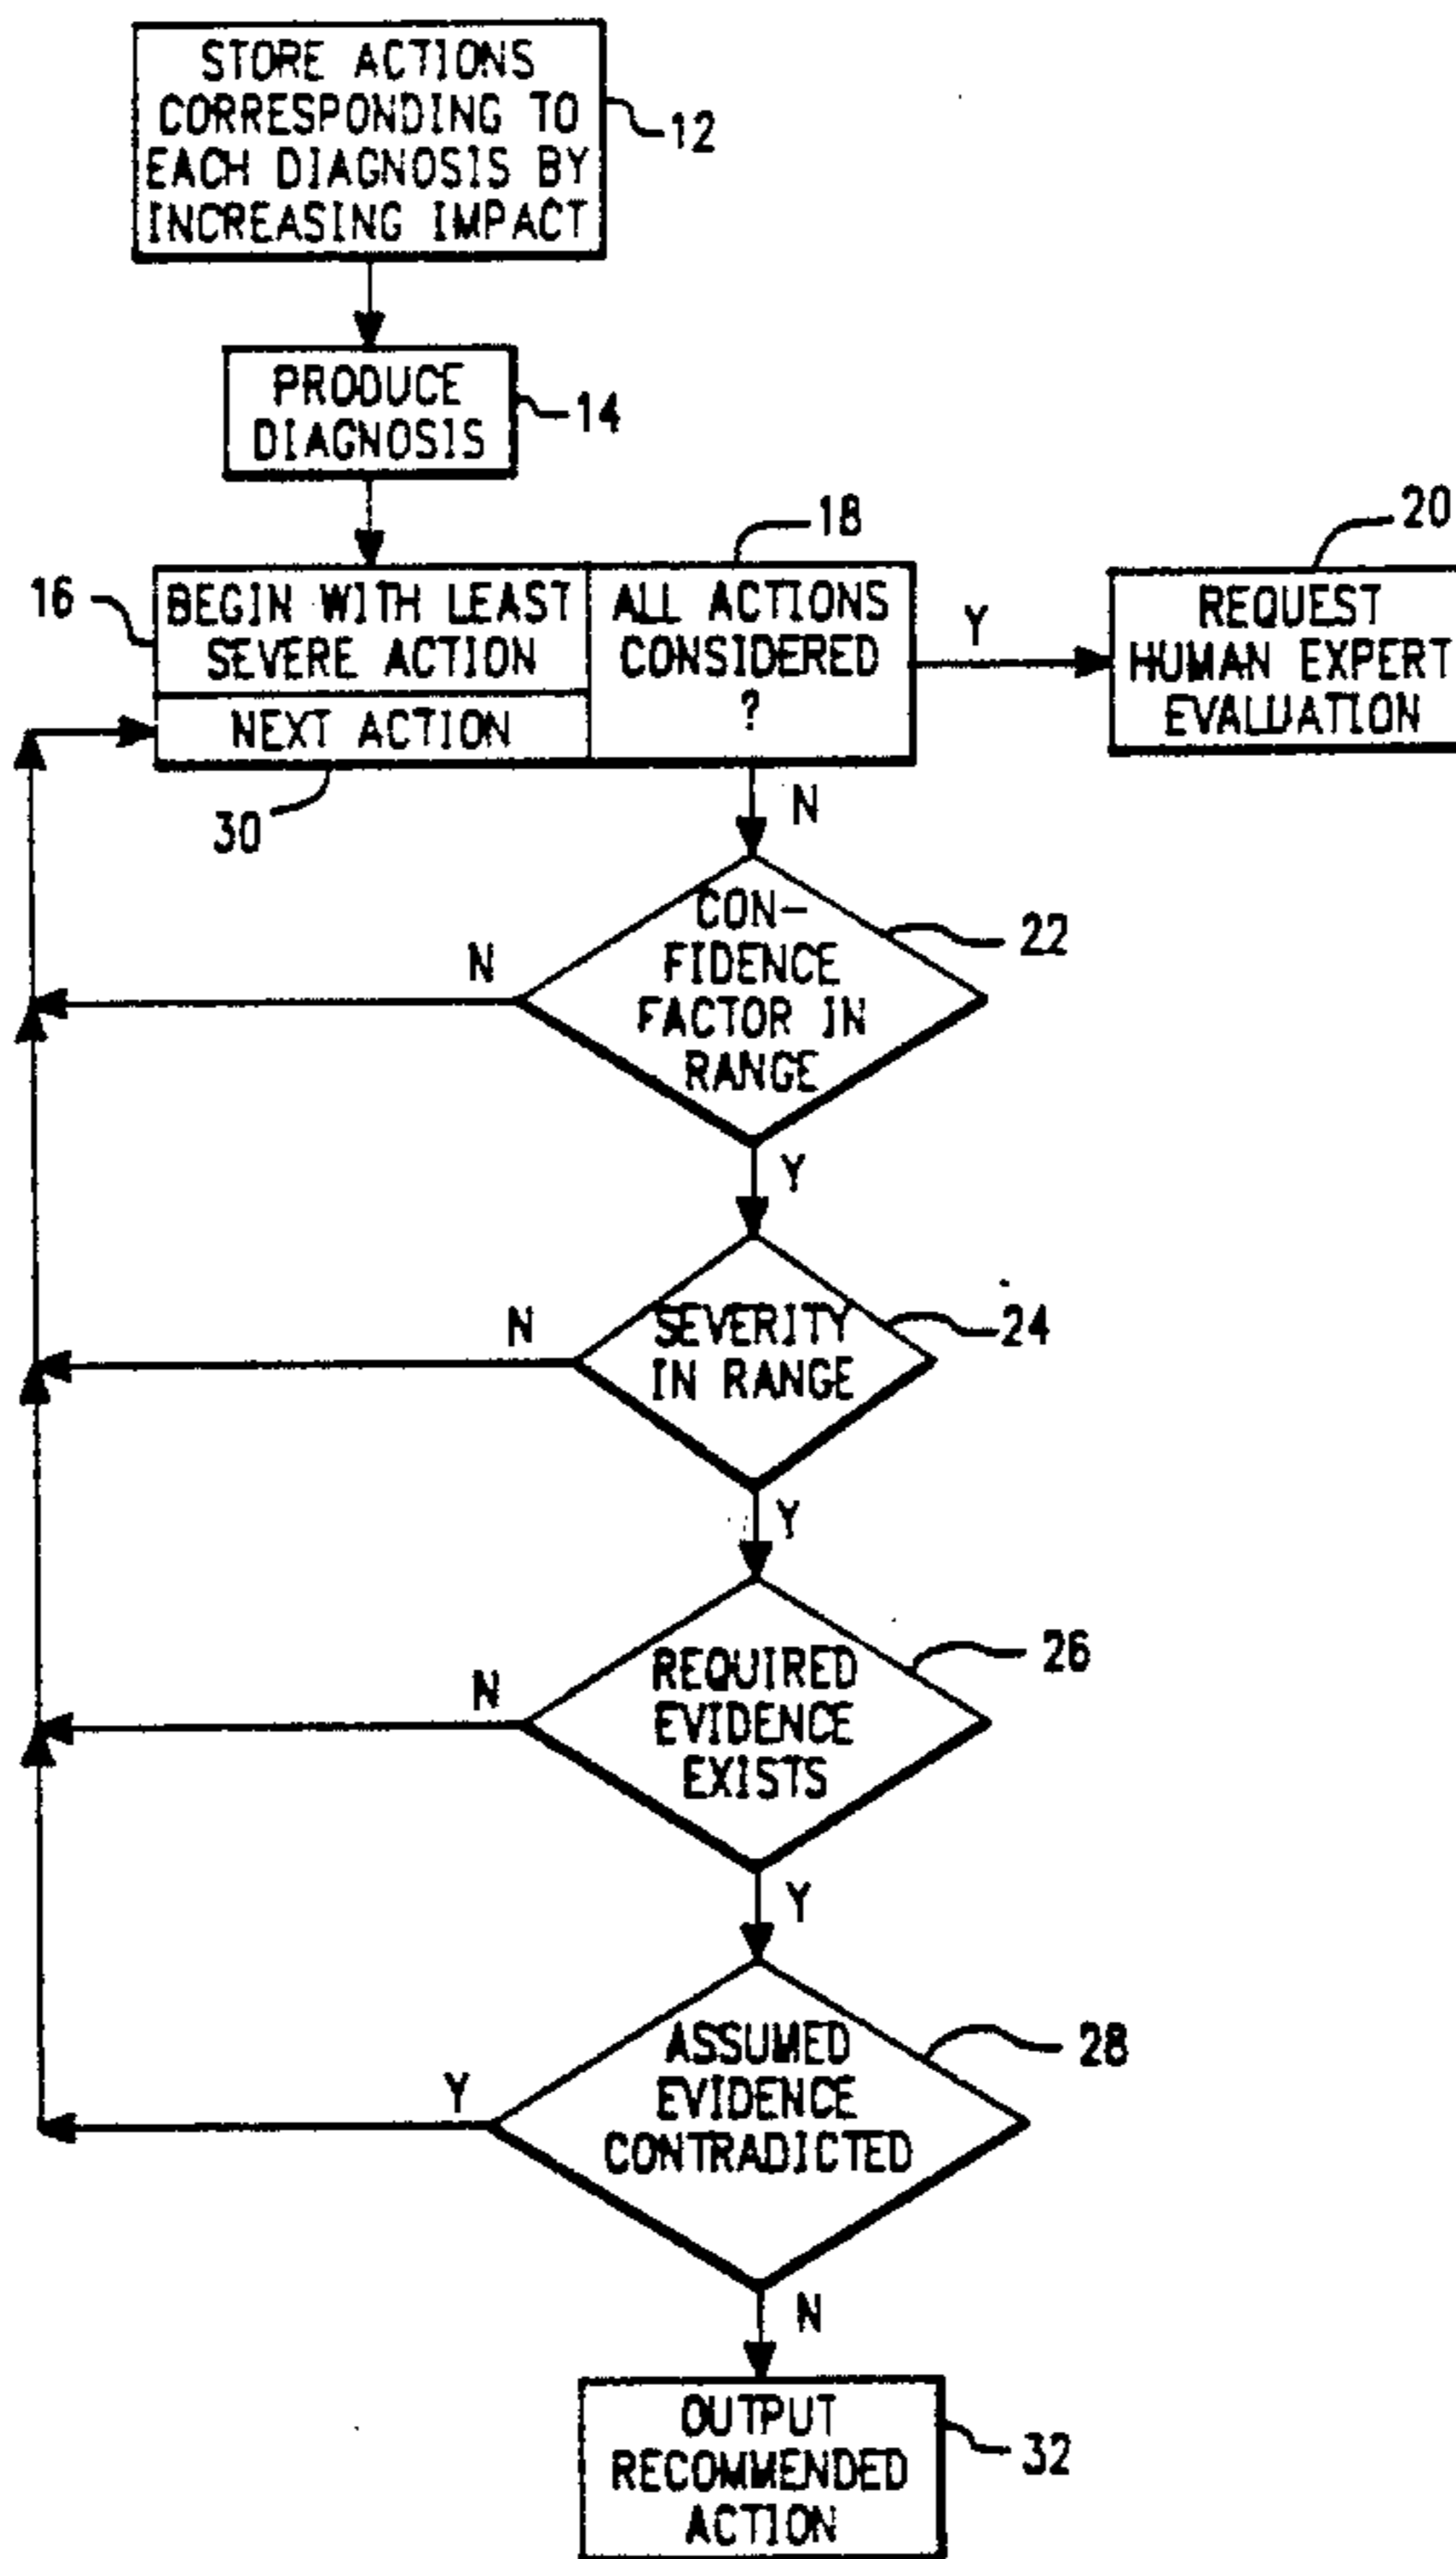 STORE ACTIONS
CORRESPONDING TO
EACH DIAGNOSIS BY
INCREASING IMPACT
12
PRODUCE
DIAGNOSIS
14
16
BEGIN WITH LEAST
SEVERE ACTION
18
ALL ACTIONS
CONSIDERED
?
Y
20
REQUEST
HUMAN EXPERT
EVALUATION
NEXT ACTION
30
N
CON-
FIDENCE
FACTOR IN
RANGE
22
N
Y
SEVERITY
IN RANGE
24
N
Y
REQUIRED
EVIDENCE
EXISTS
26
N
Y
ASSUMED
EVIDENCE
CONTRADICTED
28
Y
N
OUTPUT
RECOMMENDED
ACTION
32